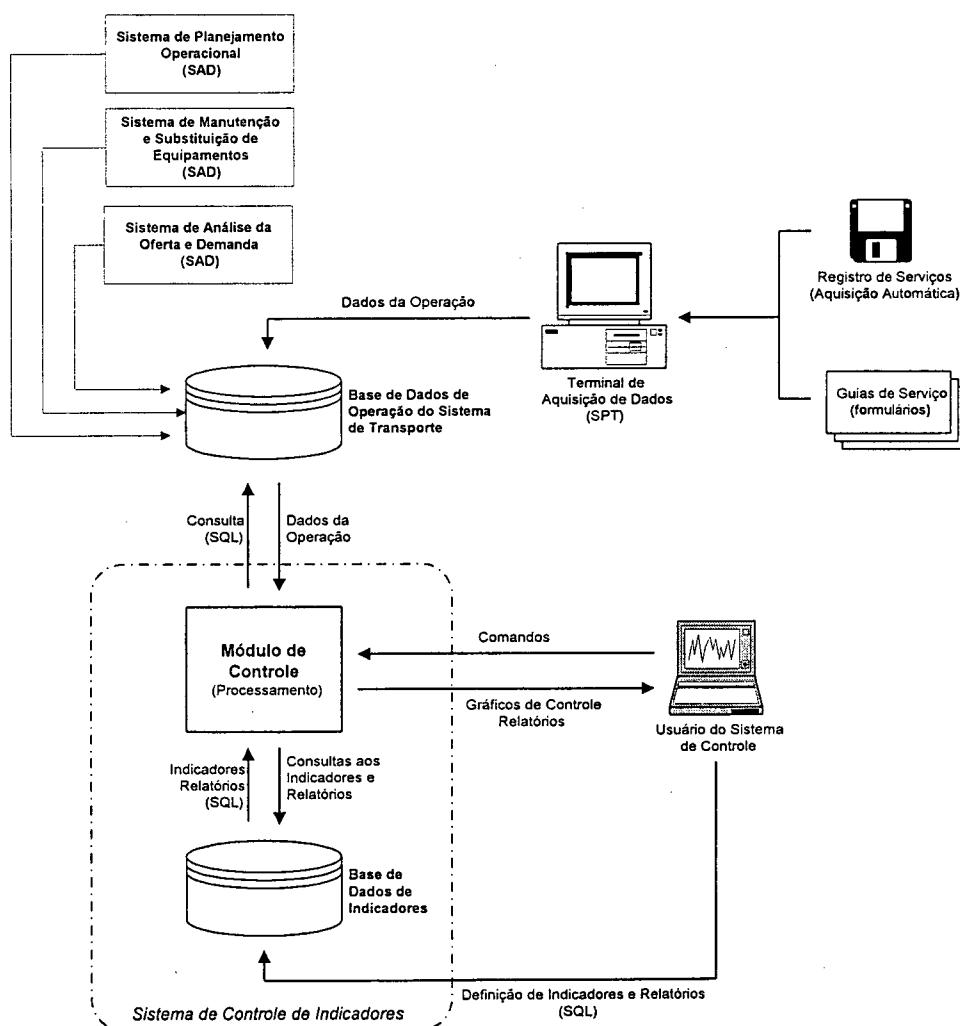 Sistema de Planejamento
Operacional
(SAD)
Sistema de Manutenção
e Substituição de
Equipamentos
(SAD)
Sistema de Análise da
Oferta e Demanda
(SAD)
Registro de Serviços
(Aquisição Automática)
Dados da Operação
Terminal de
Aquisição de Dados
(SPT)
Guias de Serviço
(formulários)
Base de Dados de
Operação do Sistema
de Transporte
Consulta
(SQL)
Dados da
Operação
Módulo de
Controle
(Processamento)
Comandos
Gráficos de Controle
Relatórios
Usuário do Sistema
de Controle
Indicadores
Relatórios
(SQL)
Consultas aos
Indicadores e
Relatórios
Base de
Dados de
Indicadores
Definição de Indicadores e Relatórios
(SQL)
Sistema de Controle de Indicadores